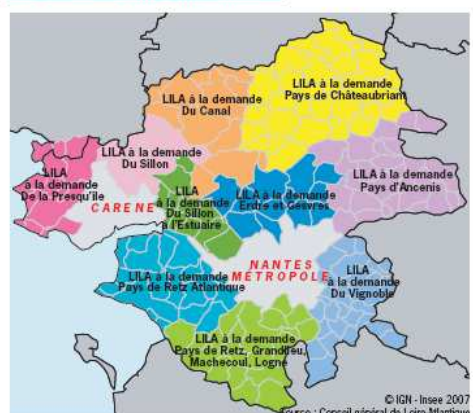 LILA à la demande
Du Canal
LILA à la demande
Pays de Châteaubriant
LILA à la demande
Du Sillon
LILA
à la demande
De la Presqu'île
CARENE
LILA
à la demande
Du Sillon
à l'Estuaire
LILA à la demande
Erdre et Gesvres
LILA à la demande
Pays d'Ancenis
NANTES
MÉTROPOLE
LILA à la demande
Pays de Retz Atlantique
LILA
à la demande
Du Vignoble
LILA à la demande
Pays de Retz, Grandlieu,
Machecoul, Logne
© IGN - Insee 2007
Source : Conseil général de Loire Atlantique